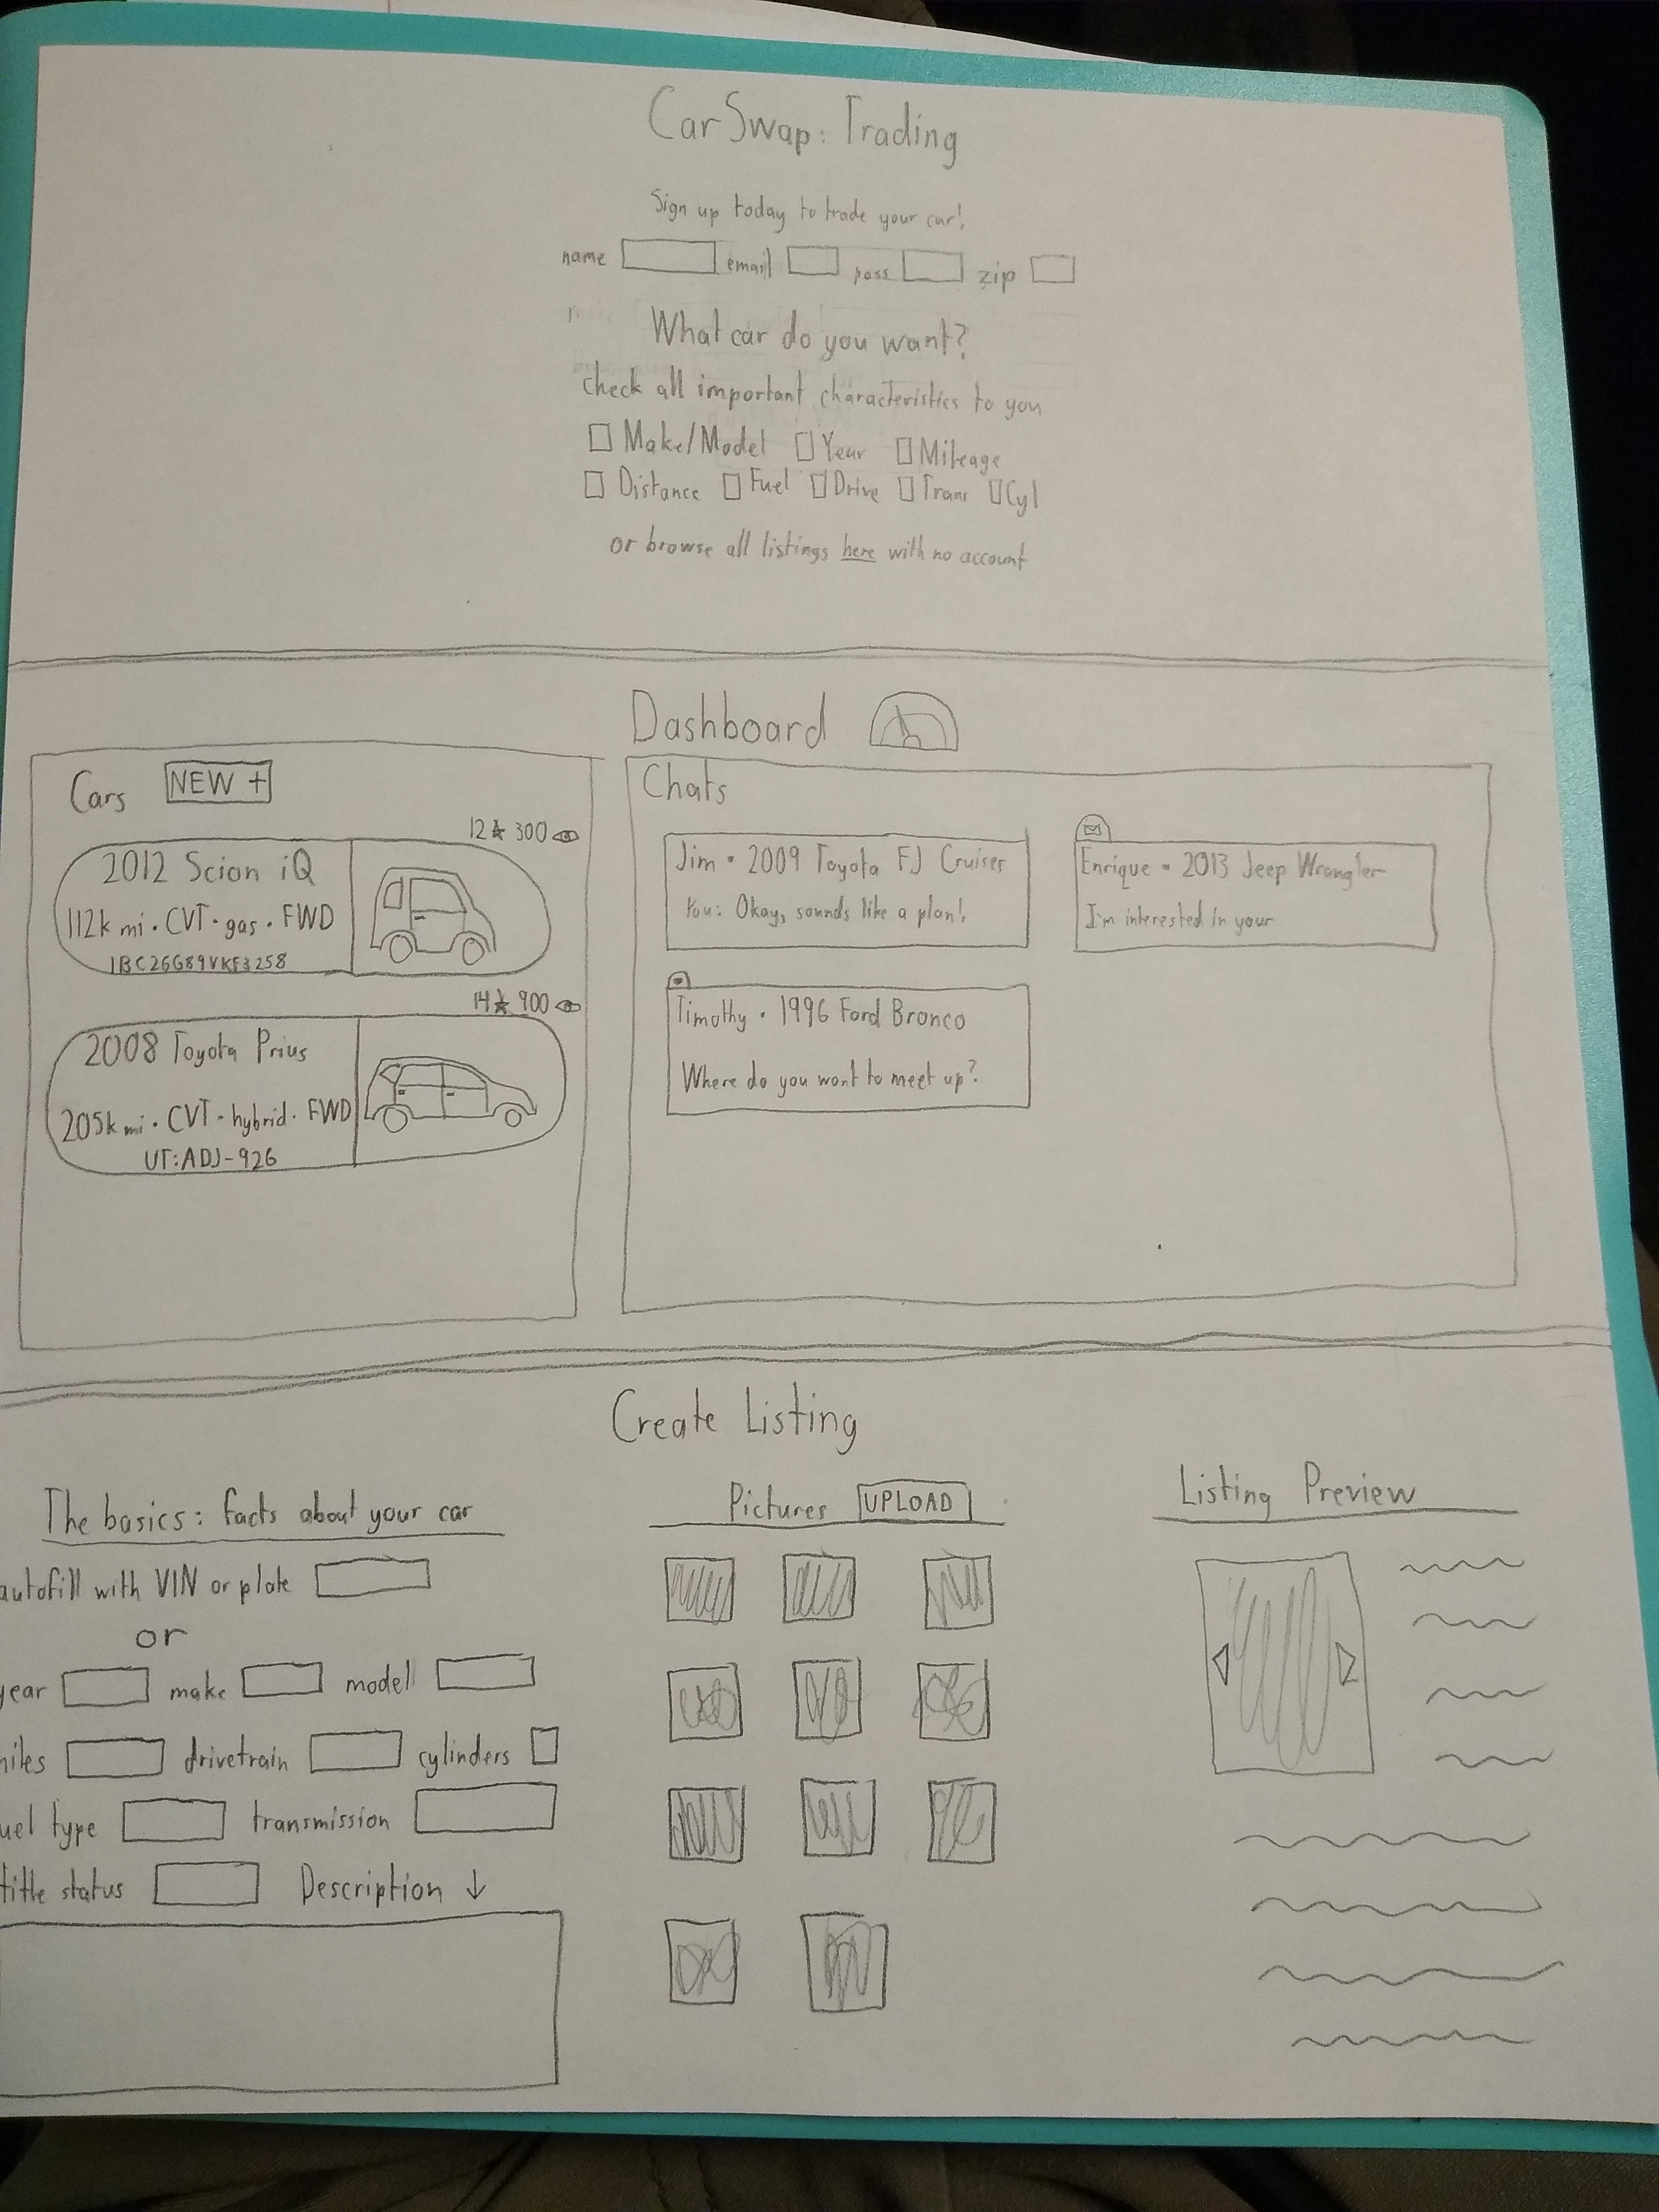 Car Swap: Trading
Sign up today to trade your car!
name email pass zip
What car do you want?
check all important characteristics to you
Make/Model Year Mileage
Distance Fuel Drive Trans Cyl
or browse all listings here with no account
Dashboard
Cars NEW +
12 300
2012 Scion iQ
112k mi · CVT · gas · FWD
1BC26G89VKF3258
14 900
2008 Toyota Prius
205k mi · CVT · hybrid · FWD
UT:ADJ-926
Chats
Jim · 2009 Toyota FJ Cruiser
You: Okay, sounds like a plan!
Enrique · 2013 Jeep Wrangler
I'm interested in your
Timothy · 1996 Ford Bronco
Where do you want to meet up?
Create Listing
The basics: facts about your car
autofill with VIN or plate
or
year make model
miles drivetrain cylinders
uel type transmission
title status Description ↓
Pictures UPLOAD
Listing Preview